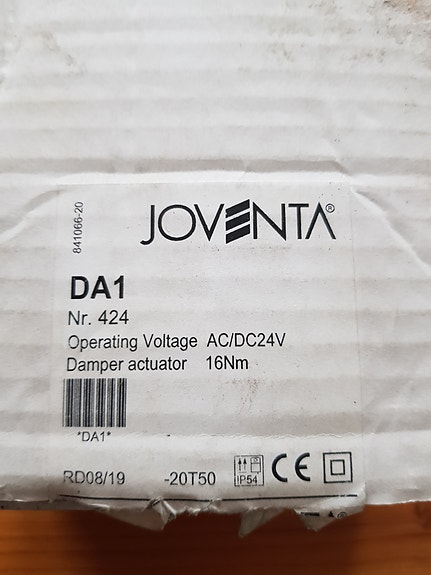 841066-20
JOVENTA®
DA1
Nr. 424
Operating Voltage AC/DC24V
Damper actuator 16Nm
*DA1*
RD08/19 -20T50 IP54 CE